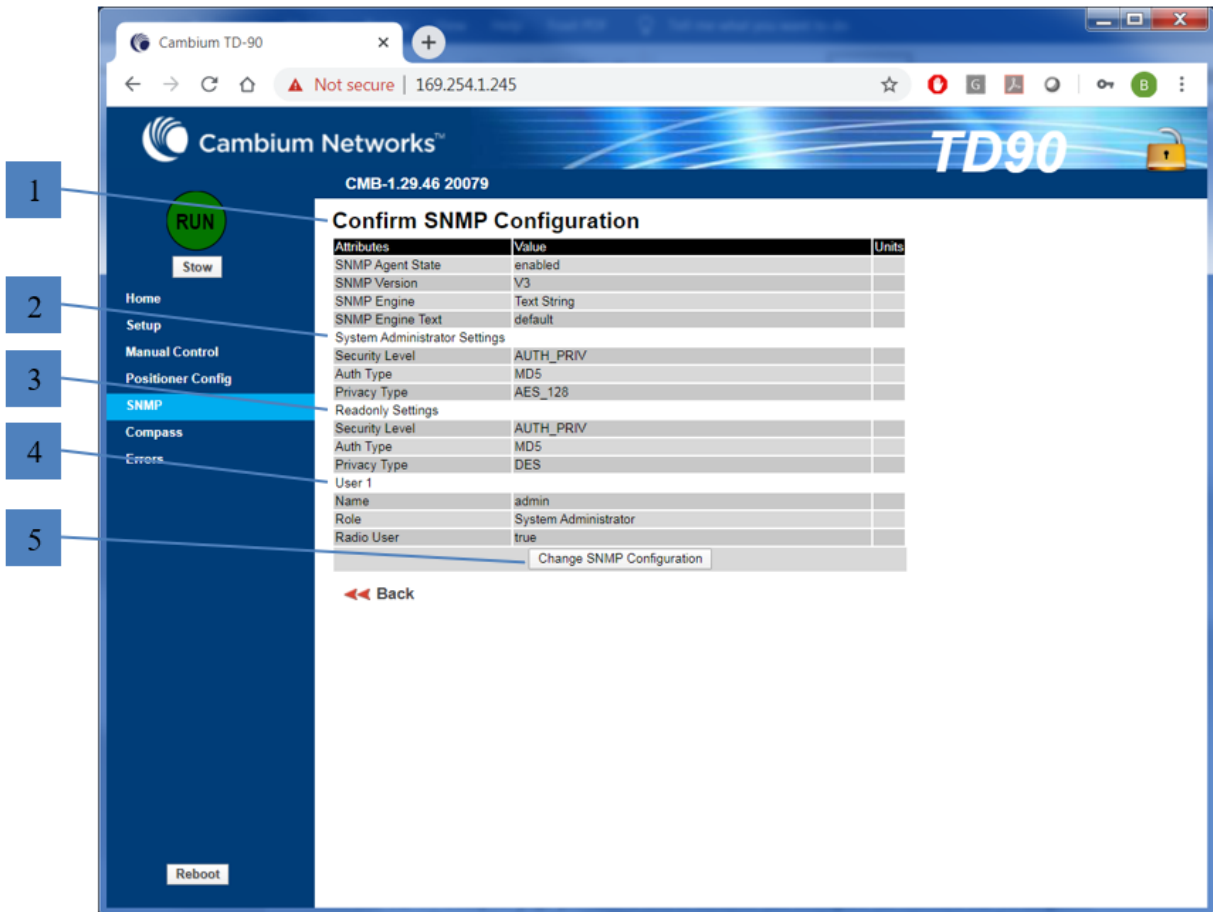 Cambium TD-90
Not secure | 169.254.1.245
B
Cambium Networks™
TD90
CMB-1.29.46 20079
1
RUN
Stow
Home
Setup
2
Manual Control
3
Positioner Config
SNMP
Compass
4
Errors
5
Reboot
Confirm SNMP Configuration
Attributes Value Units
SNMP Agent State enabled
SNMP Version V3
SNMP Engine Text String
SNMP Engine Text default
System Administrator Settings
Security Level AUTH_PRIV
Auth Type MD5
Privacy Type AES_128
Readonly Settings
Security Level AUTH_PRIV
Auth Type MD5
Privacy Type DES
User 1
Name admin
Role System Administrator
Radio User true
Change SNMP Configuration
Back